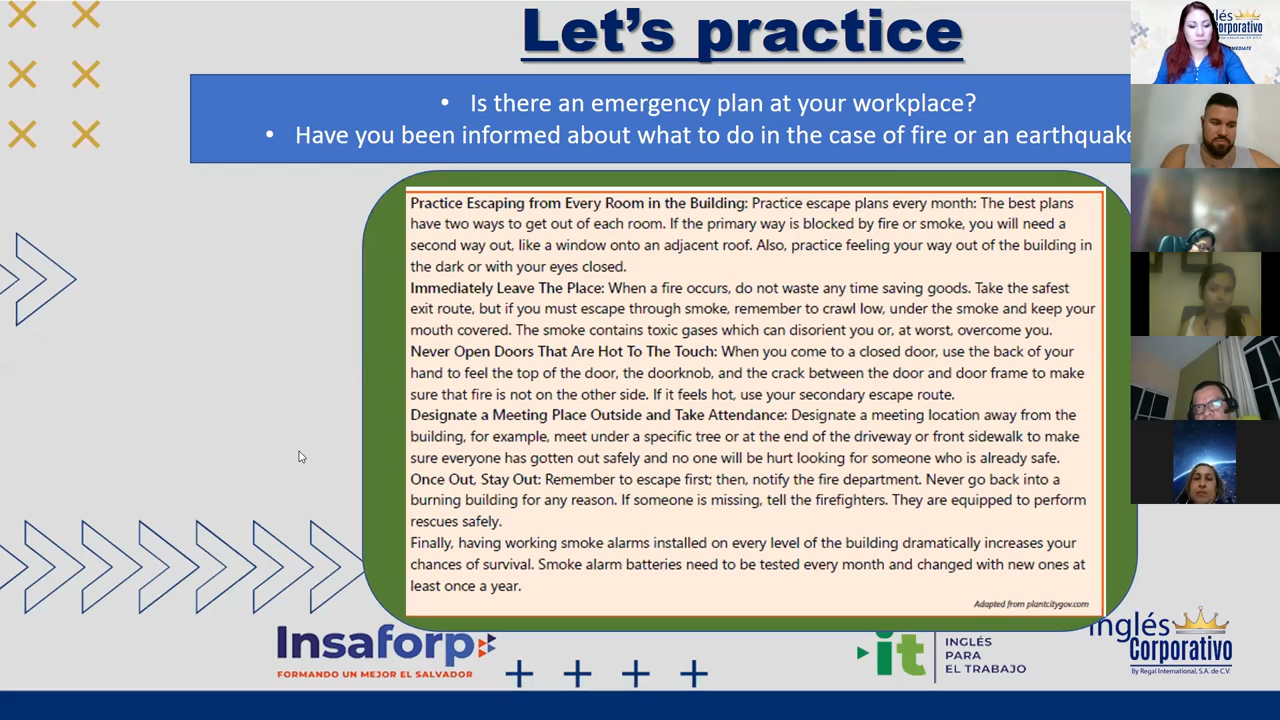 Let's practice
• Is there an emergency plan at your workplace?
• Have you been informed about what to do in the case of fire or an earthquake
Practice Escaping from Every Room in the Building: Practice escape plans every month: The best plans
have two ways to get out of each room. If the primary way is blocked by fire or smoke, you will need a
second way out, like a window onto an adjacent roof. Also, practice feeling your way out of the building in
the dark or with your eyes closed.
Immediately Leave The Place: When a fire occurs, do not waste any time saving goods. Take the safest
exit route, but if you must escape through smoke, remember to crawl low, under the smoke and keep your
mouth covered. The smoke contains toxic gases which can disorient you or, at worst, overcome you.
Never Open Doors That Are Hot To The Touch: When you come to a closed door, use the back of your
hand to feel the top of the door, the doorknob, and the crack between the door and door frame to make
sure that fire is not on the other side. If it feels hot, use your secondary escape route.
Designate a Meeting Place Outside and Take Attendance: Designate a meeting location away from the
building, for example, meet under a specific tree or at the end of the driveway or front sidewalk to make
sure everyone has gotten out safely and no one will be hurt looking for someone who is already safe.
Once Out, Stay Out: Remember to escape first; then, notify the fire department. Never go back into a
burning building for any reason. If someone is missing, tell the firefighters. They are equipped to perform
rescues safely.
Finally, having working smoke alarms installed on every level of the building dramatically increases your
chances of survival. Smoke alarm batteries need to be tested every month and changed with new ones at
least once a year.
Adapted from plantcitygov.com
Insaforp
FORMANDO UN MEJOR EL SALVADOR
it
INGLÉS
PARA
EL TRABAJO
Inglés
Corporativo
By Regal International, S.A. de C.V.
lés
orporativo